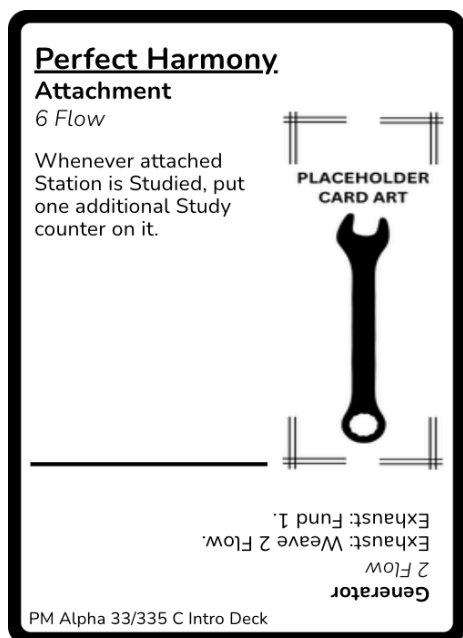 Perfect Harmony
Attachment
6 Flow
Whenever attached
Station is Studied, put
one additional Study
counter on it.
PLACEHOLDER
CARD ART
Generator
2 Flow
Exhaust: Weave 2 Flow.
Exhaust: Fund 1.
PM Alpha 33/335 C Intro Deck